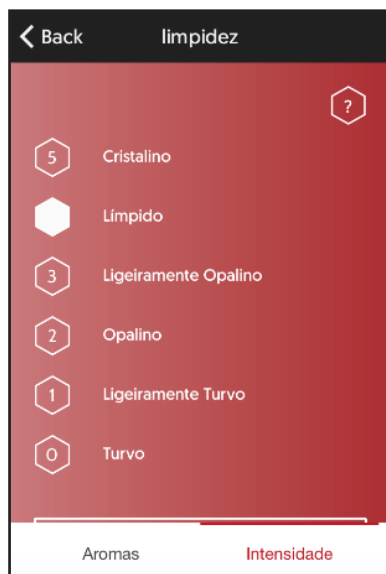 Back limpidez
?
5 Cristalino
Límpido
3 Ligeiramente Opalino
2 Opalino
1 Ligeiramente Turvo
0 Turvo
Aromas Intensidade